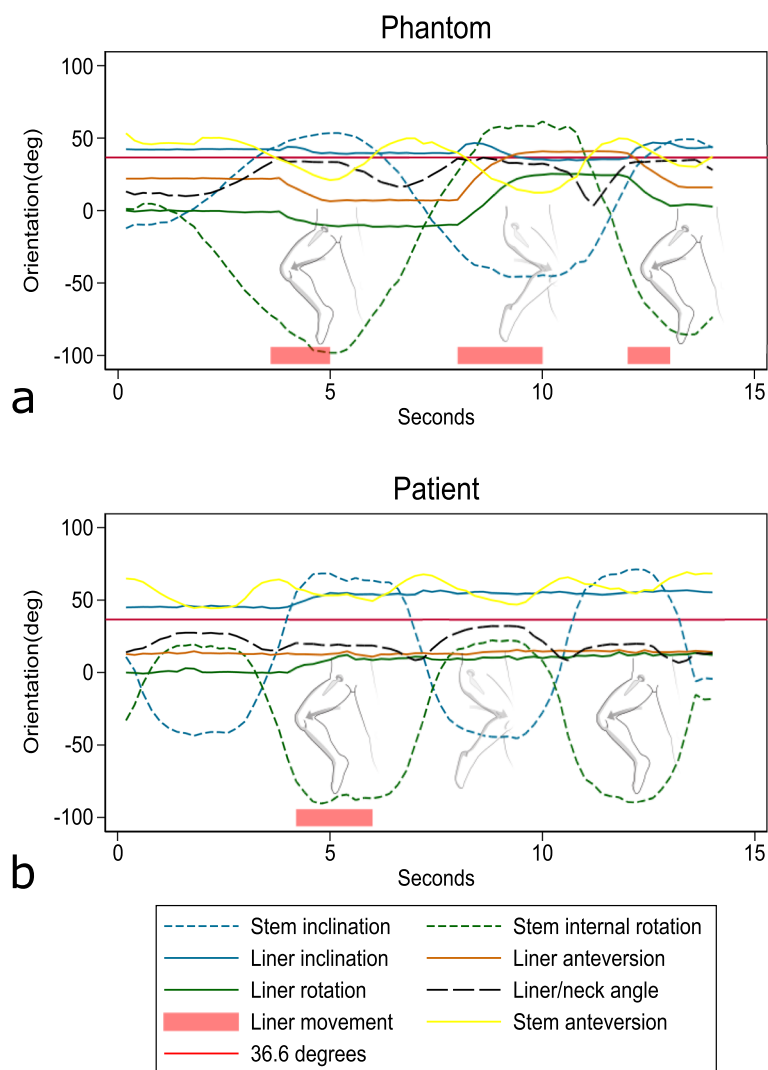 Phantom
100
50
0
-50
-100
Orientation(deg)
0
5
10
15
Seconds
a
Patient
100
50
0
-50
-100
Orientation(deg)
0
5
10
15
Seconds
b
Stem inclination
Stem internal rotation
Liner inclination
Liner anteversion
Liner rotation
Liner/neck angle
Liner movement
Stem anteversion
36.6 degrees